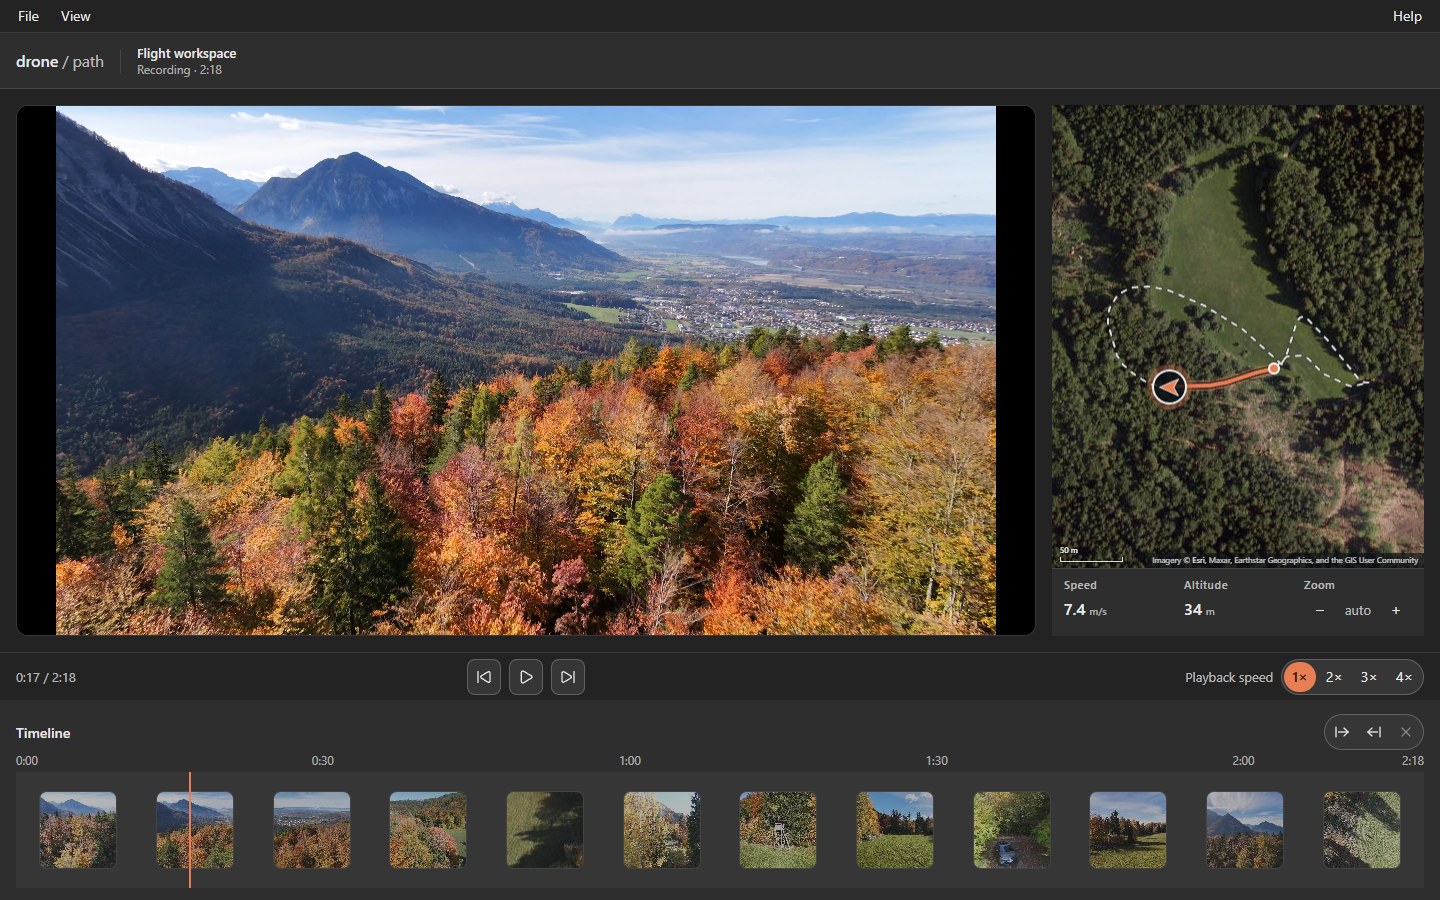 File View Help
drone / path
Flight workspace
Recording · 2:18
50 m
Imagery © Esri, Maxar, Earthstar Geographics, and the GIS User Community
Speed Altitude Zoom
7.4 m/s 34 m − auto +
0:17 / 2:18
Playback speed 1× 2× 3× 4×
Timeline
0:00 0:30 1:00 1:30 2:00 2:18